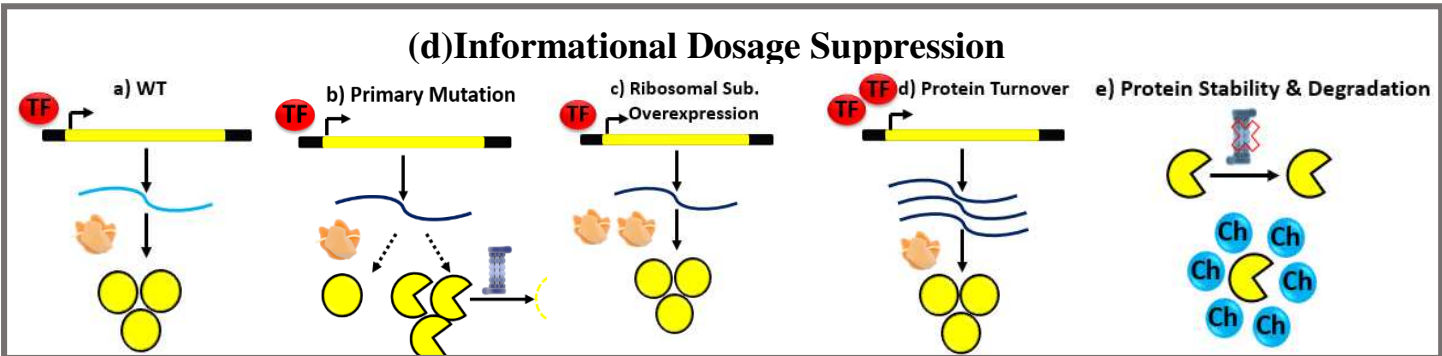 (d)Informational Dosage Suppression
a) WT
TF
b) Primary Mutation
TF
c) Ribosomal Sub.
Overexpression
TF
d) Protein Turnover
TF
TF
e) Protein Stability & Degradation
Ch
Ch
Ch
Ch
Ch
Ch